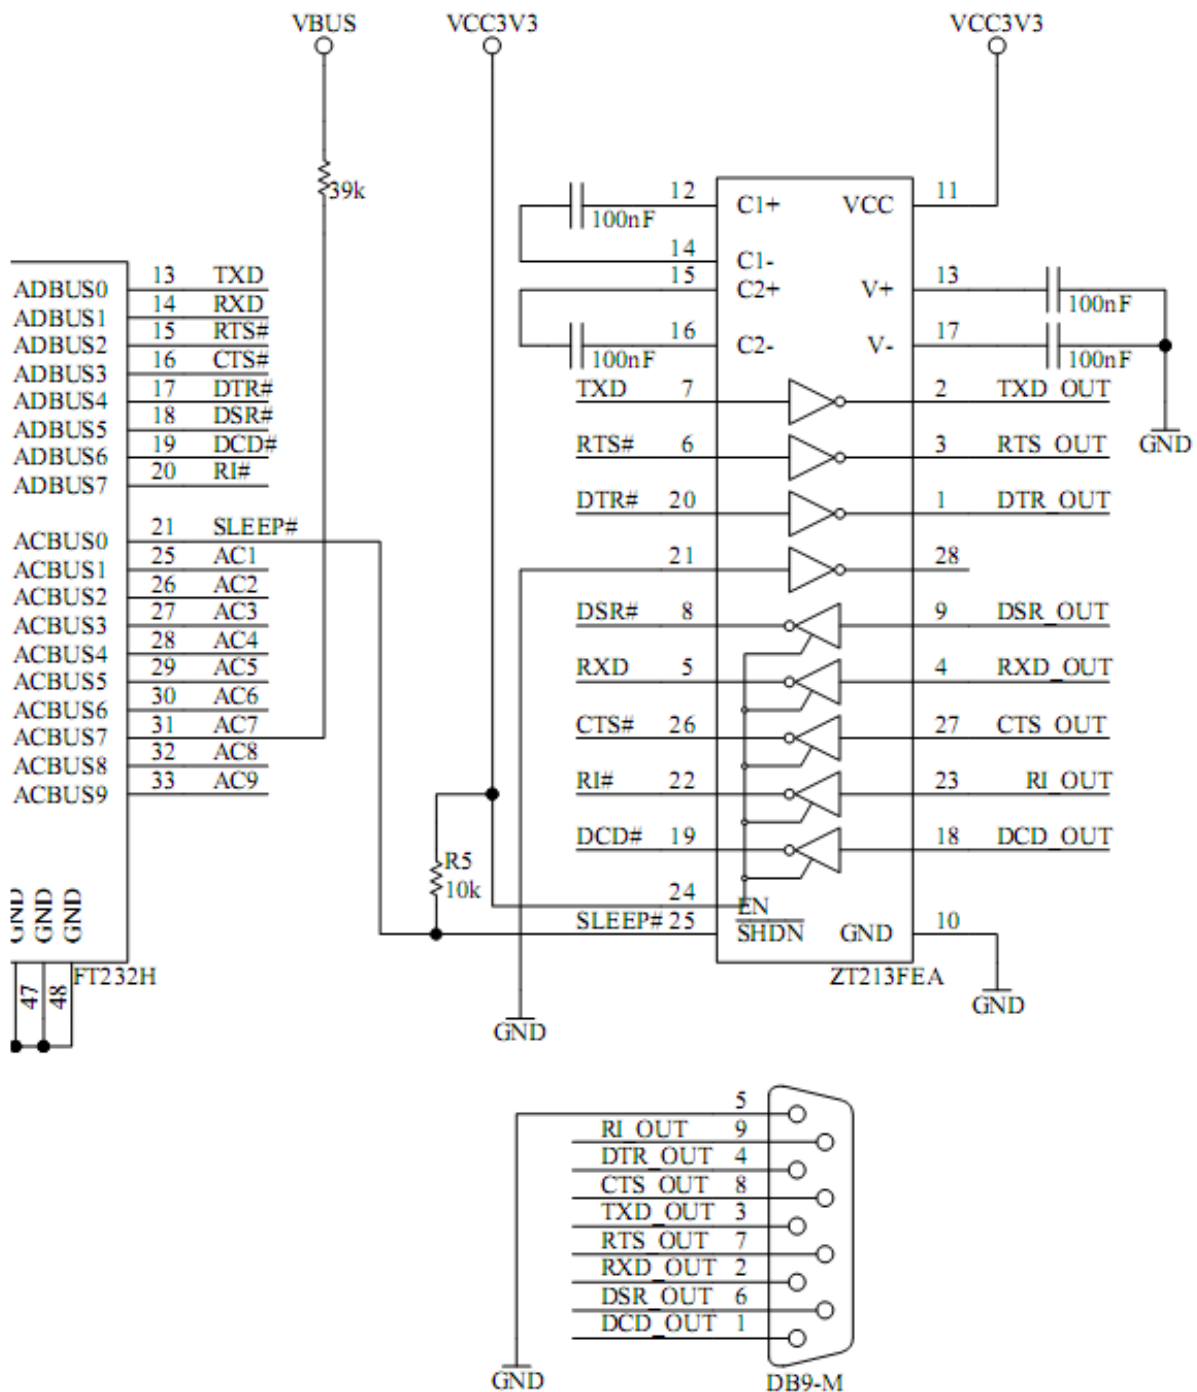 VBUS
VCC3V3
VCC3V3
39k
ADBUS0 13 TXD
ADBUS1 14 RXD
ADBUS2 15 RTS#
ADBUS3 16 CTS#
ADBUS4 17 DTR#
ADBUS5 18 DSR#
ADBUS6 19 DCD#
ADBUS7 20 RI#
ACBUS0 21 SLEEP#
ACBUS1 25 AC1
ACBUS2 26 AC2
ACBUS3 27 AC3
ACBUS4 28 AC4
ACBUS5 29 AC5
ACBUS6 30 AC6
ACBUS7 31 AC7
ACBUS8 32 AC8
ACBUS9 33 AC9
GND
GND
GND
47
48
FT232H
R5
10k
100nF 12 C1+ VCC 11
14 C1-
15 C2+ V+ 13 100nF
100nF 16 C2- V- 17 100nF
GND
TXD 7 2 TXD_OUT
RTS# 6 3 RTS_OUT
DTR# 20 1 DTR_OUT
21 28
DSR# 8 9 DSR_OUT
RXD 5 4 RXD_OUT
CTS# 26 27 CTS_OUT
RI# 22 23 RI_OUT
DCD# 19 18 DCD_OUT
24 EN
SLEEP# 25 SHDN GND 10
ZT213FEA
GND
GND
5
RI_OUT 9
DTR_OUT 4
CTS_OUT 8
TXD_OUT 3
RTS_OUT 7
RXD_OUT 2
DSR_OUT 6
DCD_OUT 1
GND
DB9-M